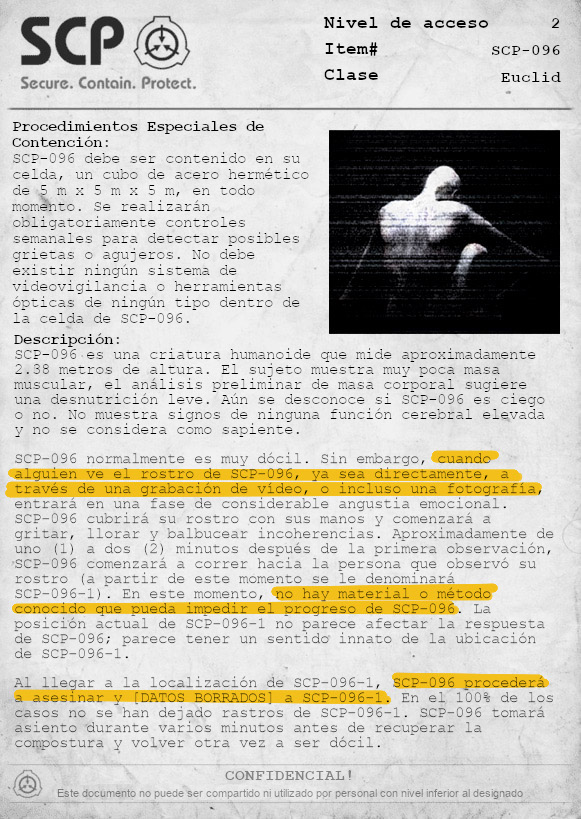 SCP
Secure. Contain. Protect.
Nivel de acceso 2
Item# SCP-096
Clase Euclid
Procedimientos Especiales de
Contención:
SCP-096 debe ser contenido en su
celda, un cubo de acero hermético
de 5 m x 5 m x 5 m, en todo
momento. Se realizarán
obligatoriamente controles
semanales para detectar posibles
grietas o agujeros. No debe
existir ningún sistema de
videovigilancia o herramientas
ópticas de ningún tipo dentro de
la celda de SCP-096.
Descripción:
SCP-096 es una criatura humanoide que mide aproximadamente
2.38 metros de altura. El sujeto muestra muy poca masa
muscular, el análisis preliminar de masa corporal sugiere
una desnutrición leve. Aún se desconoce si SCP-096 es ciego
o no. No muestra signos de ninguna función cerebral elevada
y no se considera como sapiente.
SCP-096 normalmente es muy dócil. Sin embargo, cuando
alguien ve el rostro de SCP-096, ya sea directamente, a
través de una grabación de vídeo, o incluso una fotografía,
entrará en una fase de considerable angustia emocional.
SCP-096 cubrirá su rostro con sus manos y comenzará a
gritar, llorar y balbucear incoherencias. Aproximadamente de
uno (1) a dos (2) minutos después de la primera observación,
SCP-096 comenzará a correr hacia la persona que observó su
rostro (a partir de este momento se le denominará
SCP-096-1). En este momento, no hay material o método
conocido que pueda impedir el progreso de SCP-096. La
posición actual de SCP-096-1 no parece afectar la respuesta
de SCP-096; parece tener un sentido innato de la ubicación
de SCP-096-1.
Al llegar a la localización de SCP-096-1, SCP-096 procederá
a asesinar y [DATOS BORRADOS] a SCP-096-1. En el 100% de los
casos no se han dejado rastros de SCP-096-1. SCP-096 tomará
asiento durante varios minutos antes de recuperar la
compostura y volver otra vez a ser dócil.
CONFIDENCIAL!
Este documento no puede ser compartido ni utilizado por personal con nivel inferior al designado